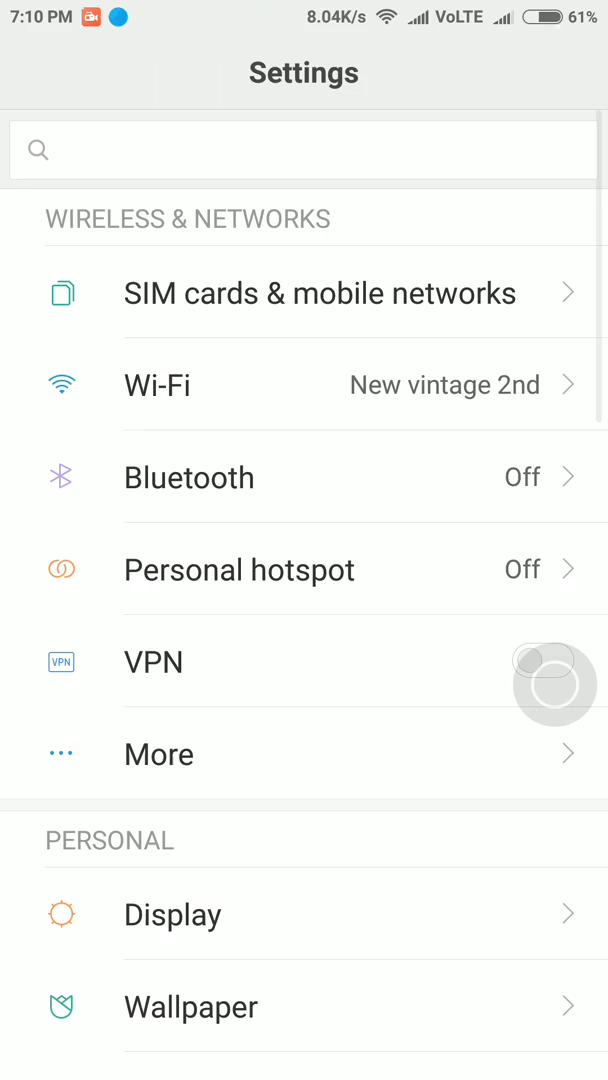 7:10 PM 8.04K/s VoLTE 61%
Settings
WIRELESS & NETWORKS
SIM cards & mobile networks
Wi-Fi New vintage 2nd
Bluetooth Off
Personal hotspot Off
VPN VPN
More
PERSONAL
Display
Wallpaper